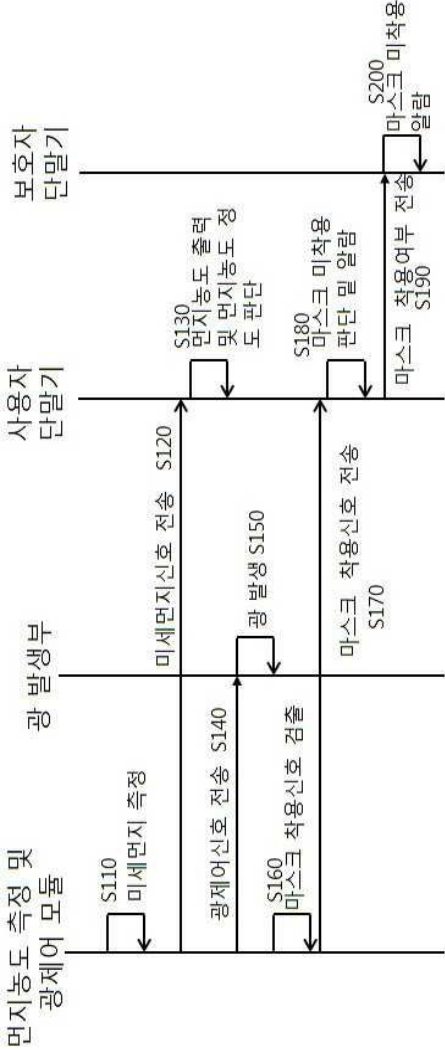 먼지농도 측정 및
광제어 모듈
광 발생부
사용자
단말기
보호자
단말기
S110
미세먼지 측정
미세먼지신호 전송 S120
S130
먼지농도 출력
및 먼지농도 정
도 판단
광제어신호 전송 S140
광 발생 S150
S160
마스크 착용신호 검출
마스크 착용신호 전송
S170
S180
마스크 미착용
판단 및 알람
마스크 착용여부 전송
S190
S200
마스크 미착용
알람